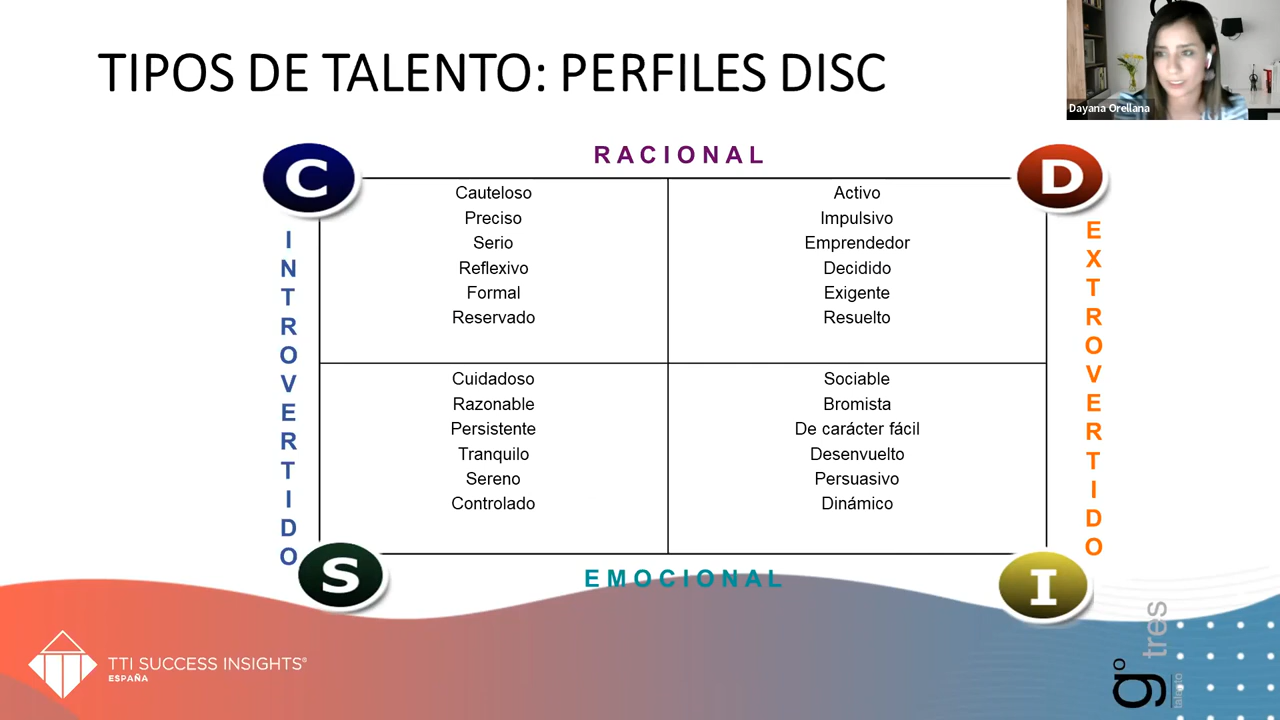 TIPOS DE TALENTO: PERFILES DISC
Dayana Orellana
RACIONAL
C
D
INTROVERTIDO
EXTROVERTIDO
Cauteloso
Preciso
Serio
Reflexivo
Formal
Reservado
Activo
Impulsivo
Emprendedor
Decidido
Exigente
Resuelto
Cuidadoso
Razonable
Persistente
Tranquilo
Sereno
Controlado
Sociable
Bromista
De carácter fácil
Desenvuelto
Persuasivo
Dinámico
S
I
EMOCIONAL
TTI SUCCESS INSIGHTS®
ESPAÑA
g°
tres
talento